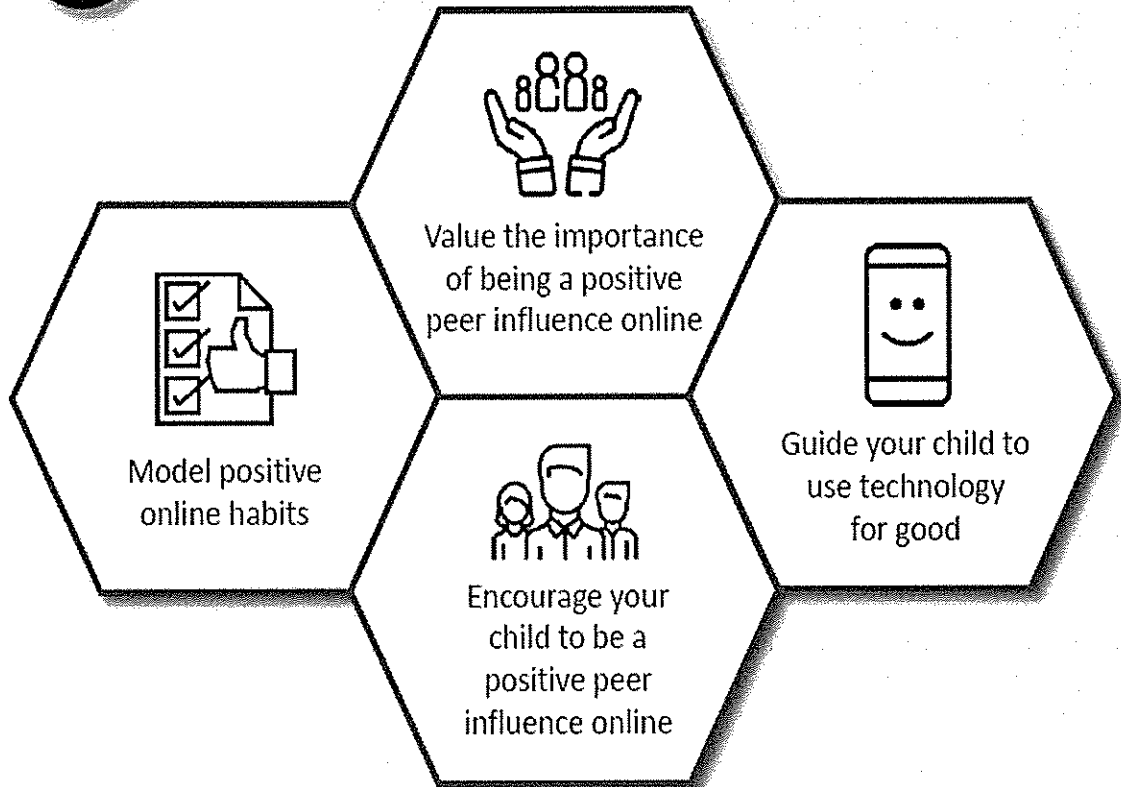 Value the importance
of being a positive
peer influence online
Model positive
online habits
Guide your child to
use technology
for good
Encourage your
child to be a
positive peer
influence online